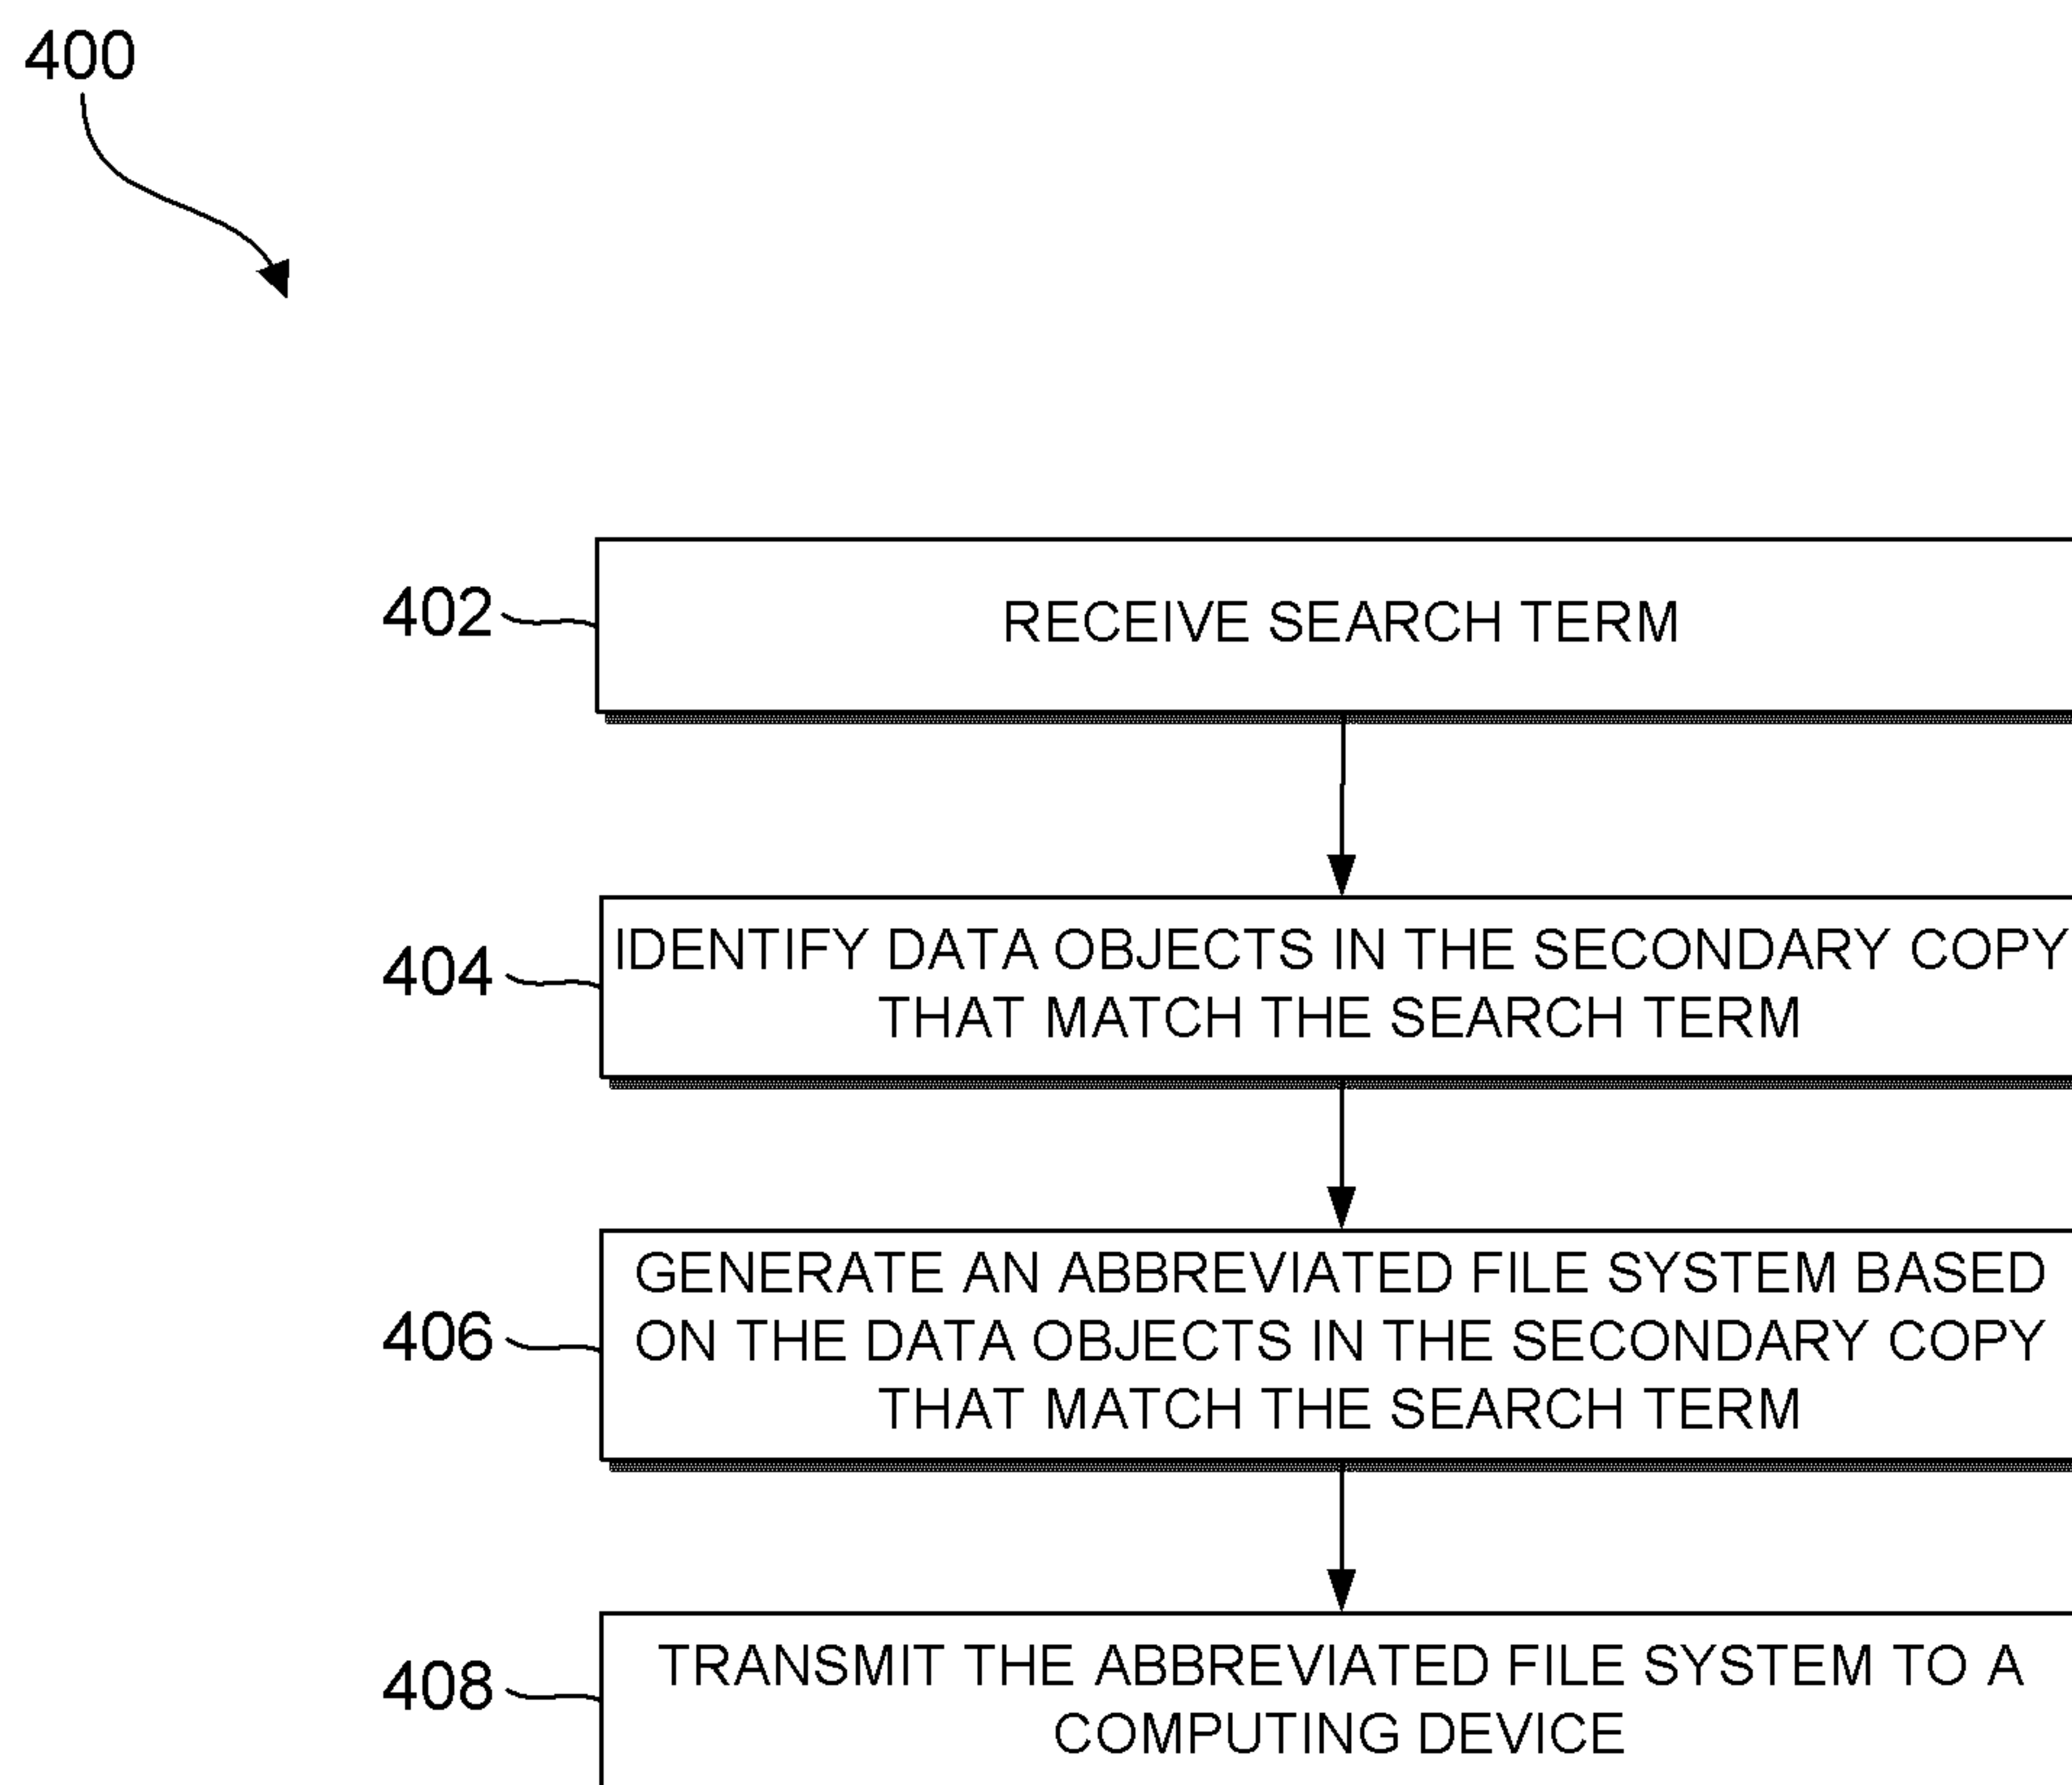 400
402
RECEIVE SEARCH TERM
404
IDENTIFY DATA OBJECTS IN THE SECONDARY COPY
THAT MATCH THE SEARCH TERM
406
GENERATE AN ABBREVIATED FILE SYSTEM BASED
ON THE DATA OBJECTS IN THE SECONDARY COPY
THAT MATCH THE SEARCH TERM
408
TRANSMIT THE ABBREVIATED FILE SYSTEM TO A
COMPUTING DEVICE